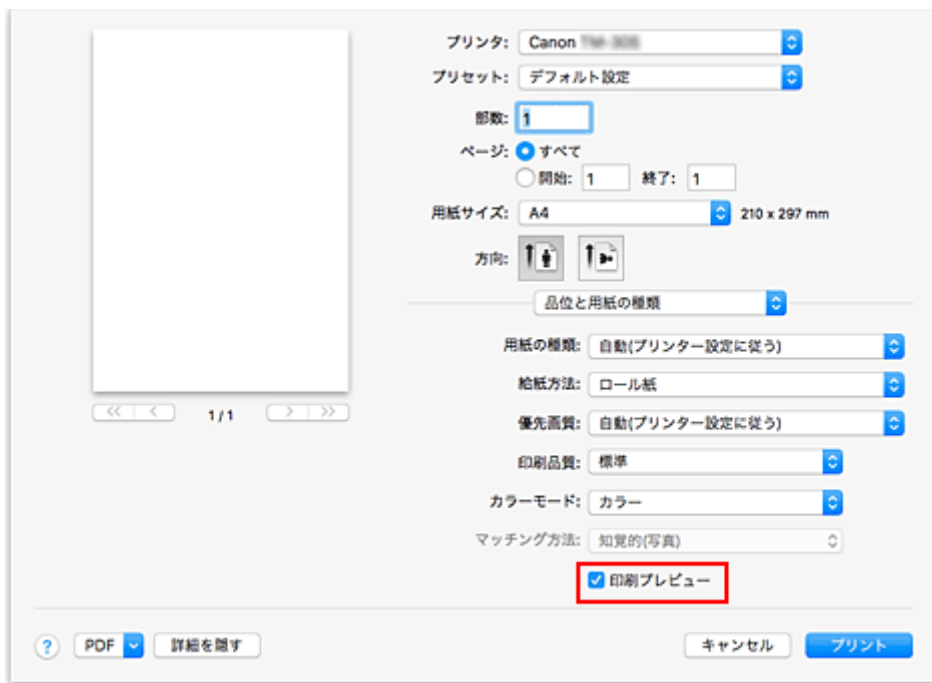 プリンタ: Canon
プリセット: デフォルト設定
部数: 1
ページ: すべて
開始: 1 終了: 1
用紙サイズ: A4 210 x 297 mm
方向:
品位と用紙の種類
用紙の種類: 自動(プリンター設定に従う)
給紙方法: ロール紙
<< < 1/1 > >>
優先画質: 自動(プリンター設定に従う)
印刷品質: 標準
カラーモード: カラー
マッチング方法: 知覚的(写真)
印刷プレビュー
? PDF 詳細を隠す キャンセル プリント